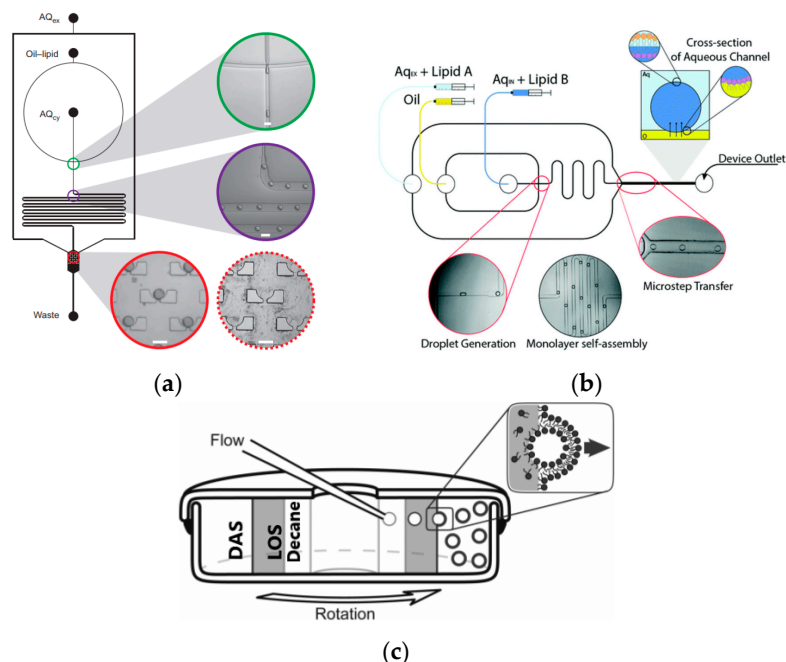 AQex
Oil–lipid
AQcy
Waste
(a)
AqEX + Lipid A
Oil
AqIN + Lipid B
Cross-section
of Aqueous Channel
Aq
O
Device Outlet
Microstep Transfer
Droplet Generation
Monolayer self-assembly
(b)
Flow
DAS
LOS
Decane
Rotation
(c)